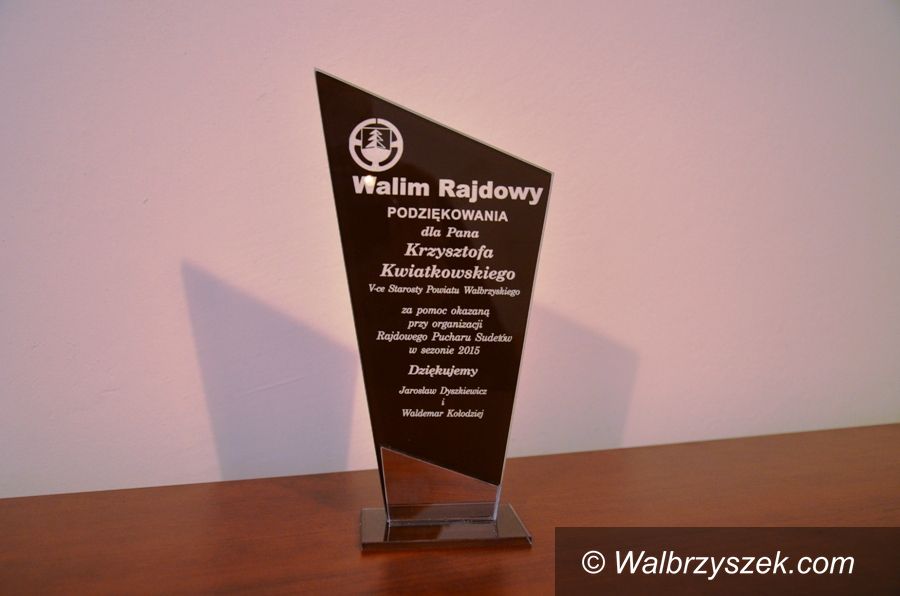 Walim Rajdowy
PODZIĘKOWANIA
dla Pana
Krzysztofa
Kwiatkowskiego
V-ce Starosty Powiatu Wałbrzyskiego
za pomoc okazaną
przy organizacji
Rajdowego Pucharu Sudetów
w sezonie 2015
Dziękujemy
Jarosław Dyszkiewicz
i
Waldemar Kołodziej
© Walbrzyszek.com